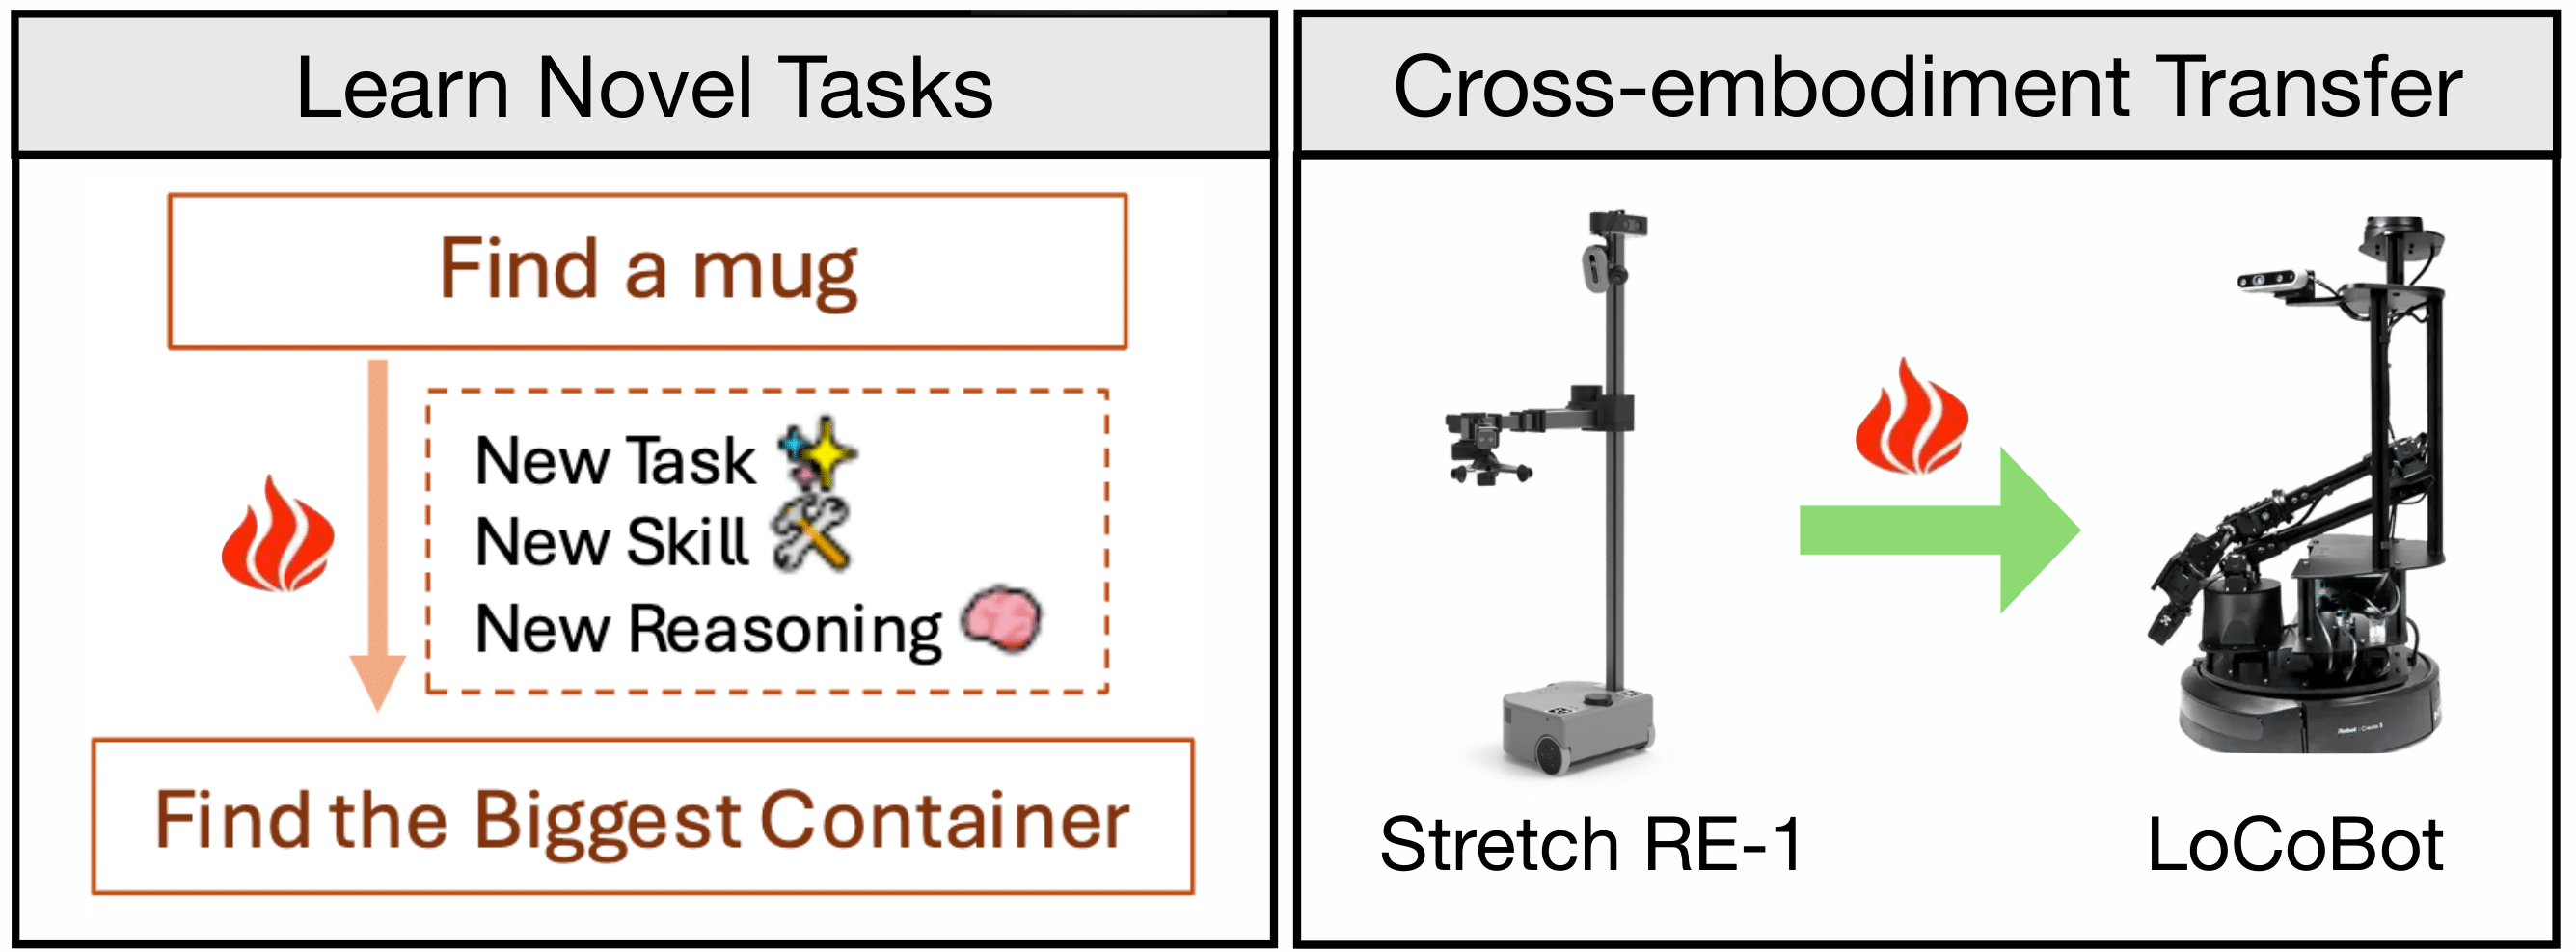 Learn Novel Tasks
Find a mug
New Task
New Skill
New Reasoning
Find the Biggest Container
Cross-embodiment Transfer
Stretch RE-1
LoCoBot